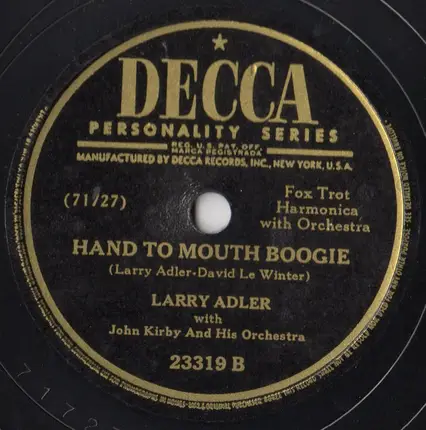 DECCA
PERSONALITY SERIES
REG. U.S. PAT. OFF.
MARCA REGISTRADA
MANUFACTURED BY DECCA RECORDS, INC., NEW YORK, U.S.A.
(71727)
Fox Trot
Harmonica
with Orchestra
HAND TO MOUTH BOOGIE
(Larry Adler-David Le Winter)
LARRY ADLER
with
John Kirby And His Orchestra
23319 B
7172